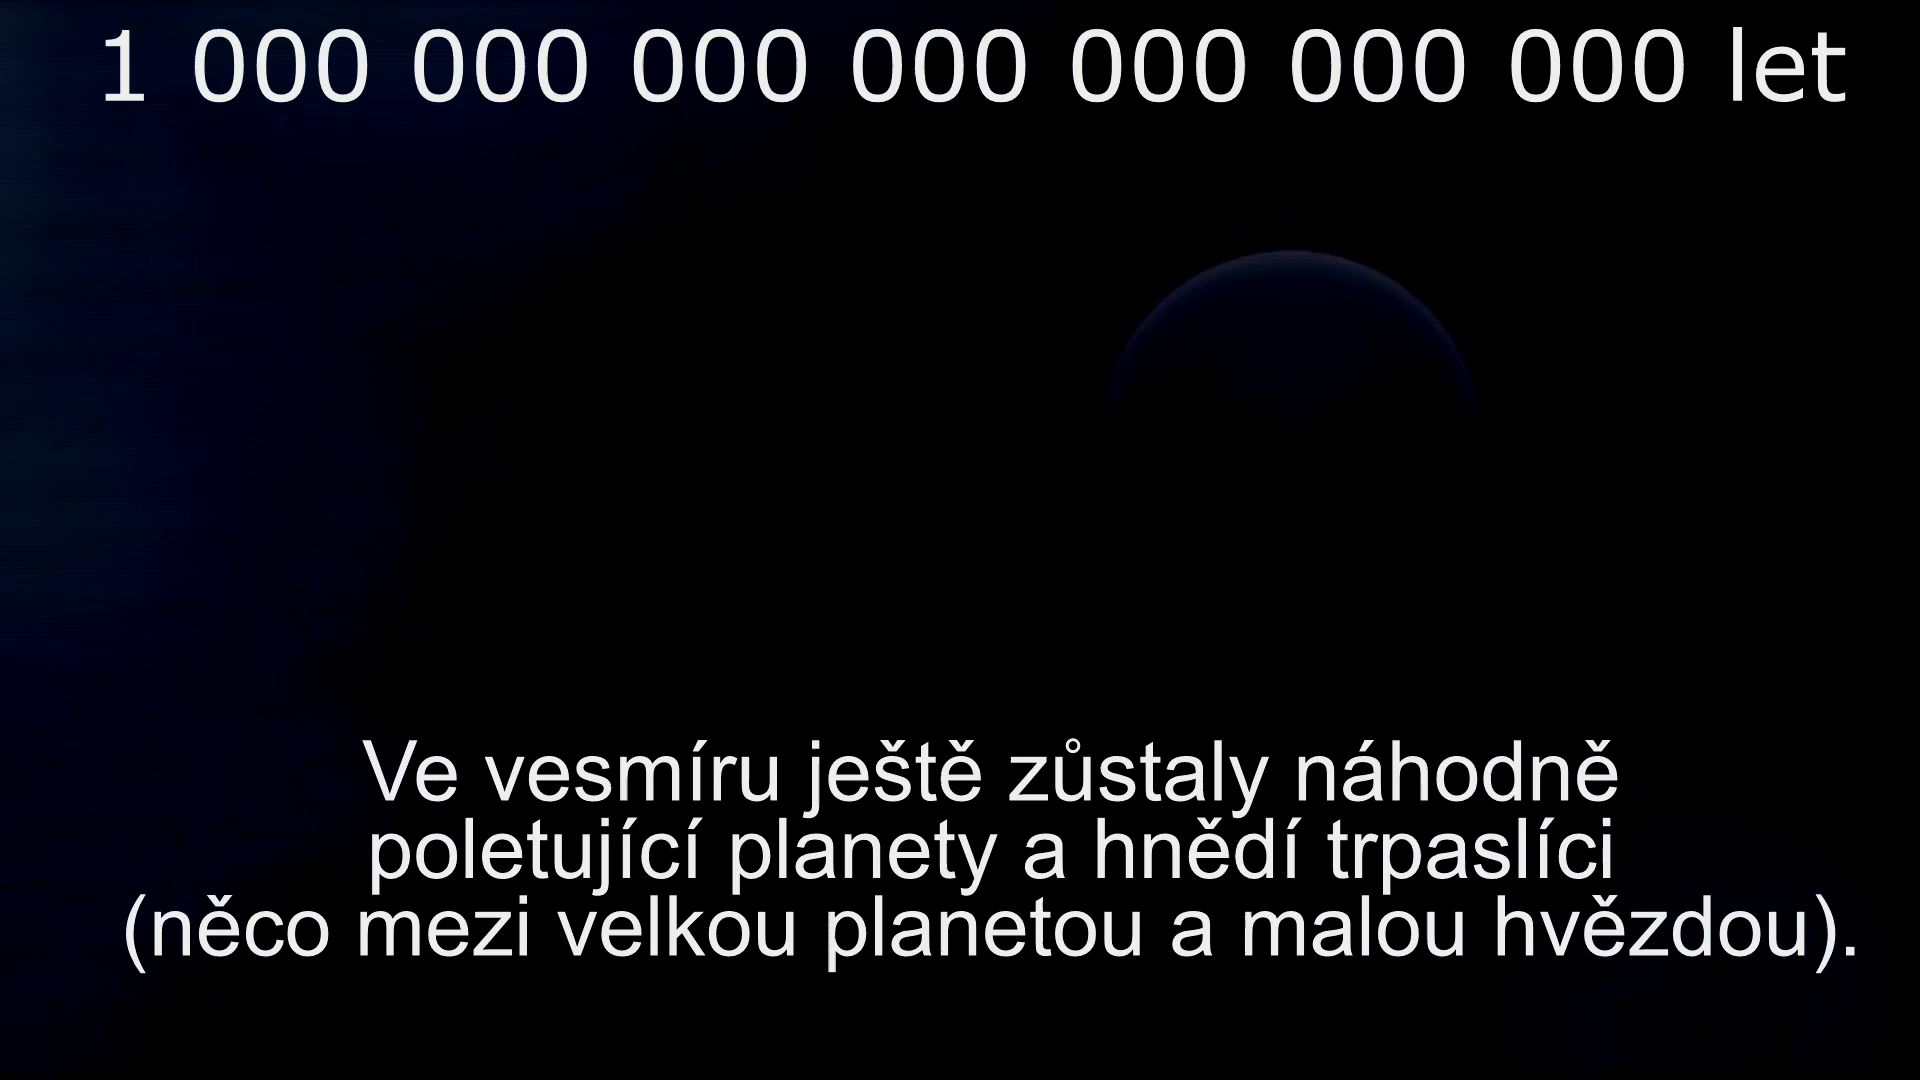 1 000 000 000 000 000 000 000 let
Ve vesmíru ještě zůstaly náhodně
poletující planety a hnědí trpaslíci
(něco mezi velkou planetou a malou hvězdou).